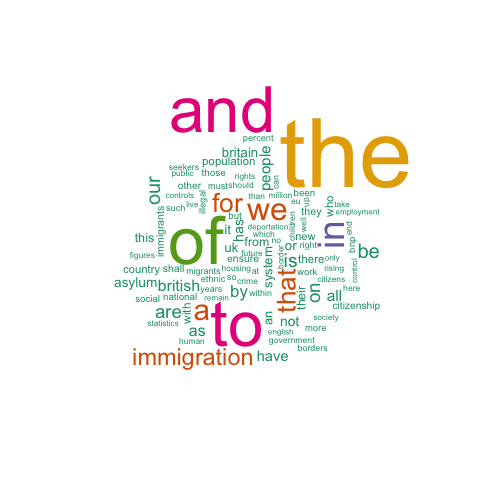 and
the
percent
britain
people
seekers
population
public
those
our
other
rights
can
controls
must
should
illegal
than
million
been
live
such
for
we
eu
up
who
take
immigrants
but
they
and
employment
this
of
it
has
deportation
which
children
well
in
new
figures
uk
from
no
or
right
bnp
be
ensure
future
border
country
shall
migrants
housing
at
system
is
there
only
rising
control
asylum
ethnic
so
work
citizens
social
british
years
crime
that
their
on
here
national
remain
by
within
all
citizenship
are
with
a
to
an
not
society
statistics
as
english
more
human
government
immigration
have
borders